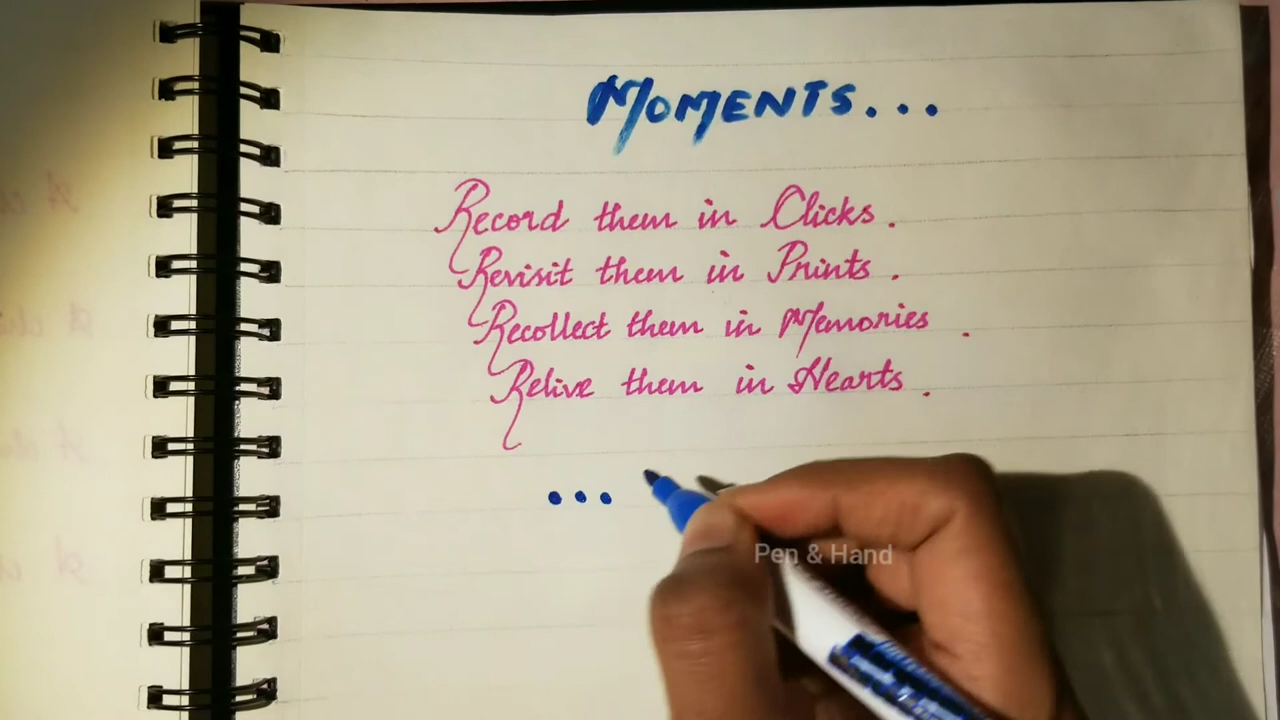 MOMENTS...
Record them in Clicks.
Revisit them in Prints.
Recollect them in Memories.
Relive them in Hearts.
...
Pen & Hand